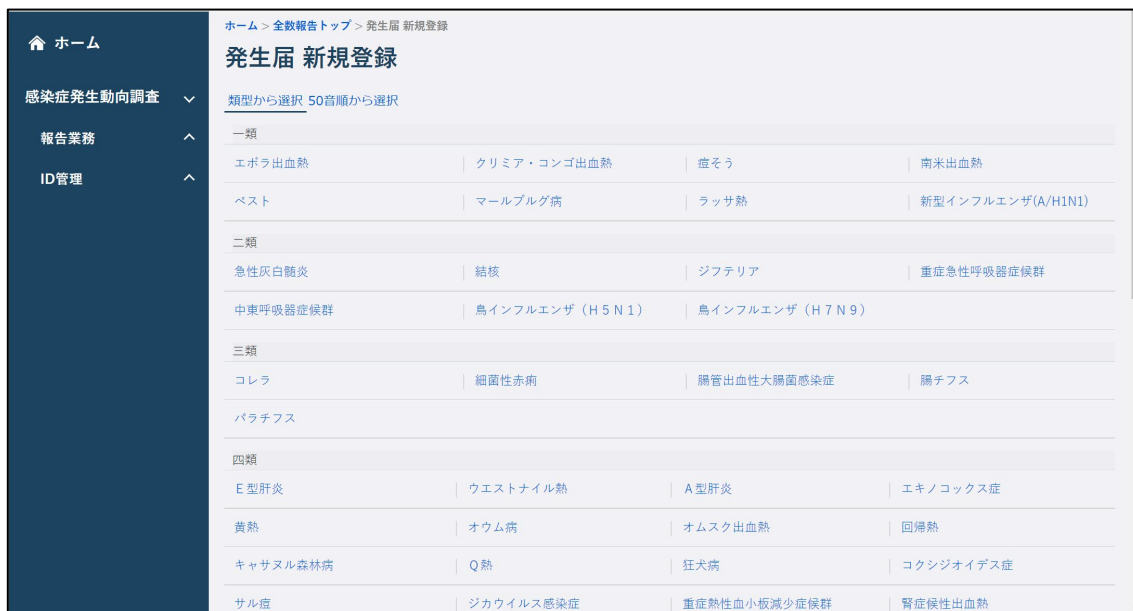 ホーム
感染症発生動向調査
報告業務
ID管理
ホーム > 全数報告トップ > 発生届 新規登録
発生届 新規登録
類型から選択 50音順から選択
一類
エボラ出血熱 クリミア・コンゴ出血熱 痘そう 南米出血熱
ペスト マールブルグ病 ラッサ熱 新型インフルエンザ(A/H1N1)
二類
急性灰白髄炎 結核 ジフテリア 重症急性呼吸器症候群
中東呼吸器症候群 鳥インフルエンザ（H５N１） 鳥インフルエンザ（H７N９）
三類
コレラ 細菌性赤痢 腸管出血性大腸菌感染症 腸チフス
パラチフス
四類
E型肝炎 ウエストナイル熱 A型肝炎 エキノコックス症
黄熱 オウム病 オムスク出血熱 回帰熱
キャサヌル森林病 Q熱 狂犬病 コクシジオイデス症
サル痘 ジカウイルス感染症 重症熱性血小板減少症候群 腎症候性出血熱